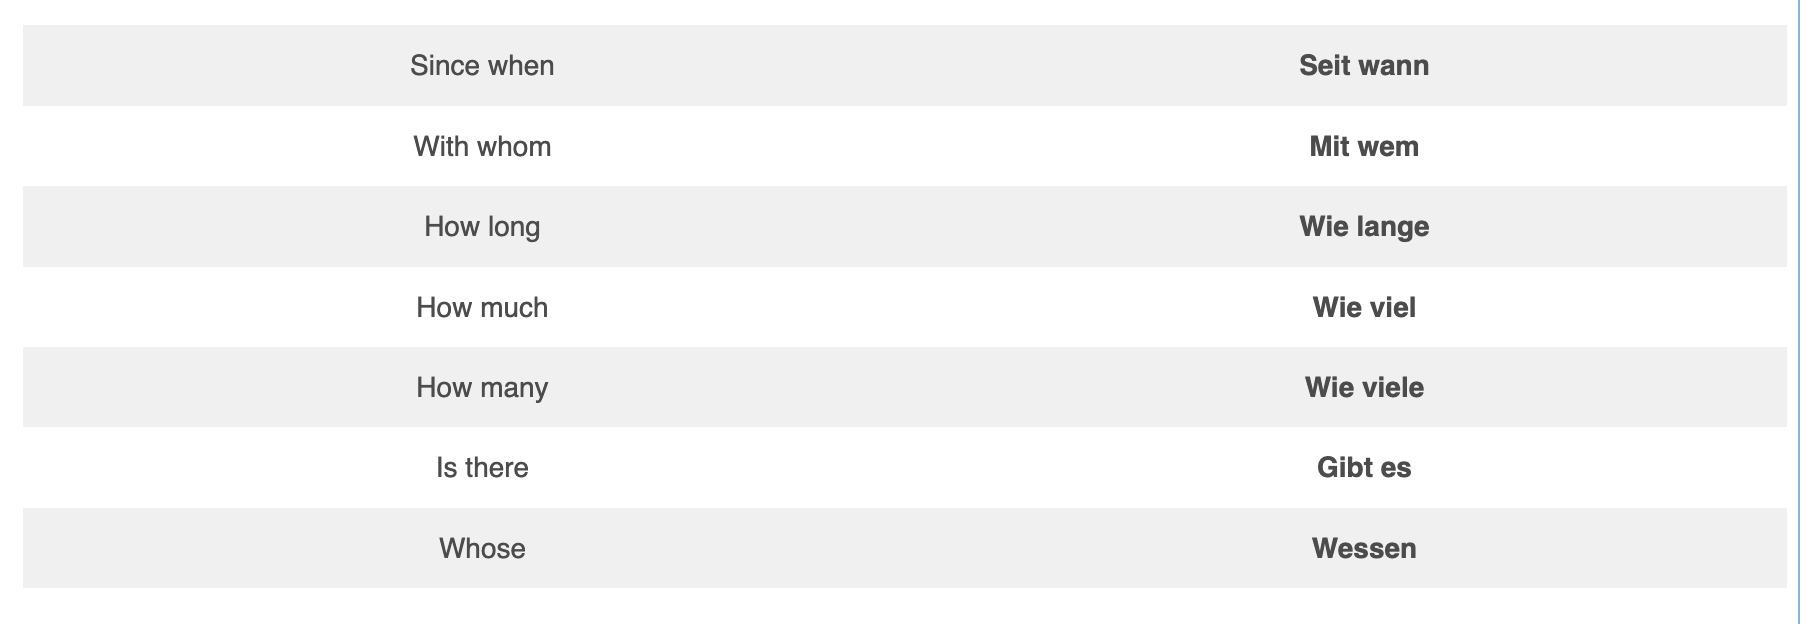 Since when Seit wann
With whom Mit wem
How long Wie lange
How much Wie viel
How many Wie viele
Is there Gibt es
Whose Wessen